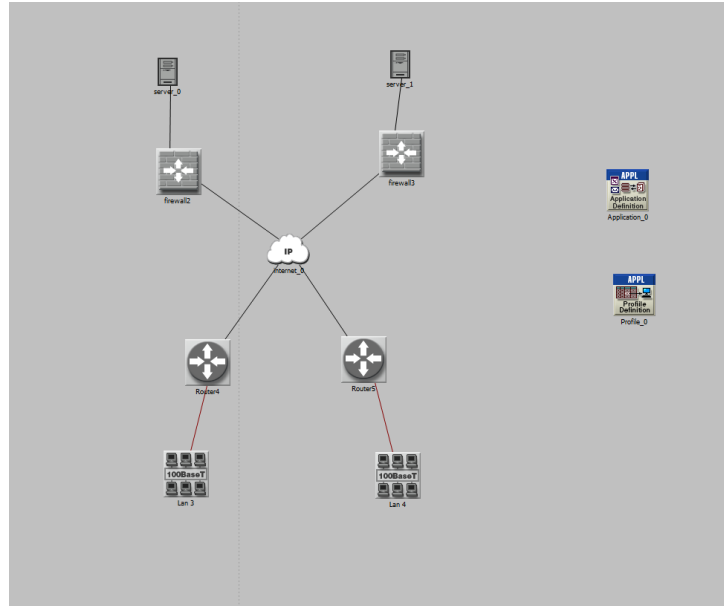 server_0
server_1
firewall2
firewall3
APPL
Application
Definition
Application_0
IP
internet_0
APPL
Profile
Definition
Profile_0
Router4
Router5
100BaseT
Lan 3
100BaseT
Lan 4